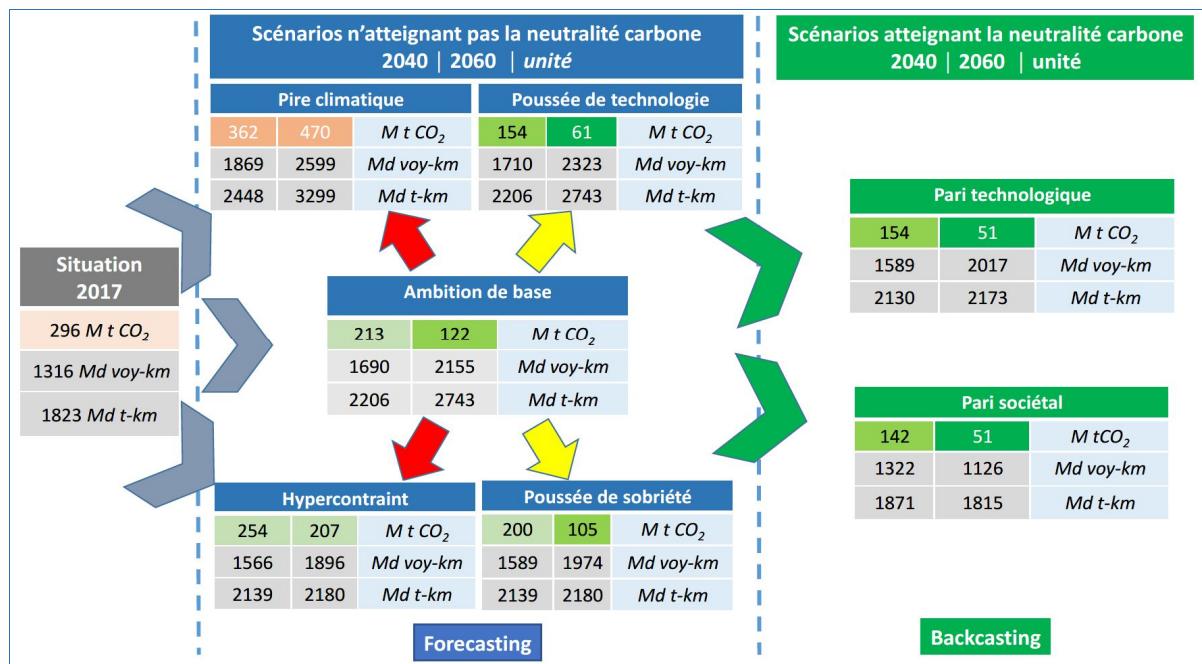 Scénarios n'atteignant pas la neutralité carbone
2040 | 2060 | unité
Scénarios atteignant la neutralité carbone
2040 | 2060 | unité
Pire climatique
362 470 M t CO₂
1869 2599 Md voy-km
2448 3299 Md t-km
Poussée de technologie
154 61 M t CO₂
1710 2323 Md voy-km
2206 2743 Md t-km
Situation
2017
296 M t CO₂
1316 Md voy-km
1823 Md t-km
Ambition de base
213 122 M t CO₂
1690 2155 Md voy-km
2206 2743 Md t-km
Pari technologique
154 51 M t CO₂
1589 2017 Md voy-km
2130 2173 Md t-km
Pari sociétal
142 51 M tCO₂
1322 1126 Md voy-km
1871 1815 Md t-km
Hypercontraint
254 207 M t CO₂
1566 1896 Md voy-km
2139 2180 Md t-km
Poussée de sobriété
200 105 M t CO₂
1589 1974 Md voy-km
2139 2180 Md t-km
Forecasting
Backcasting